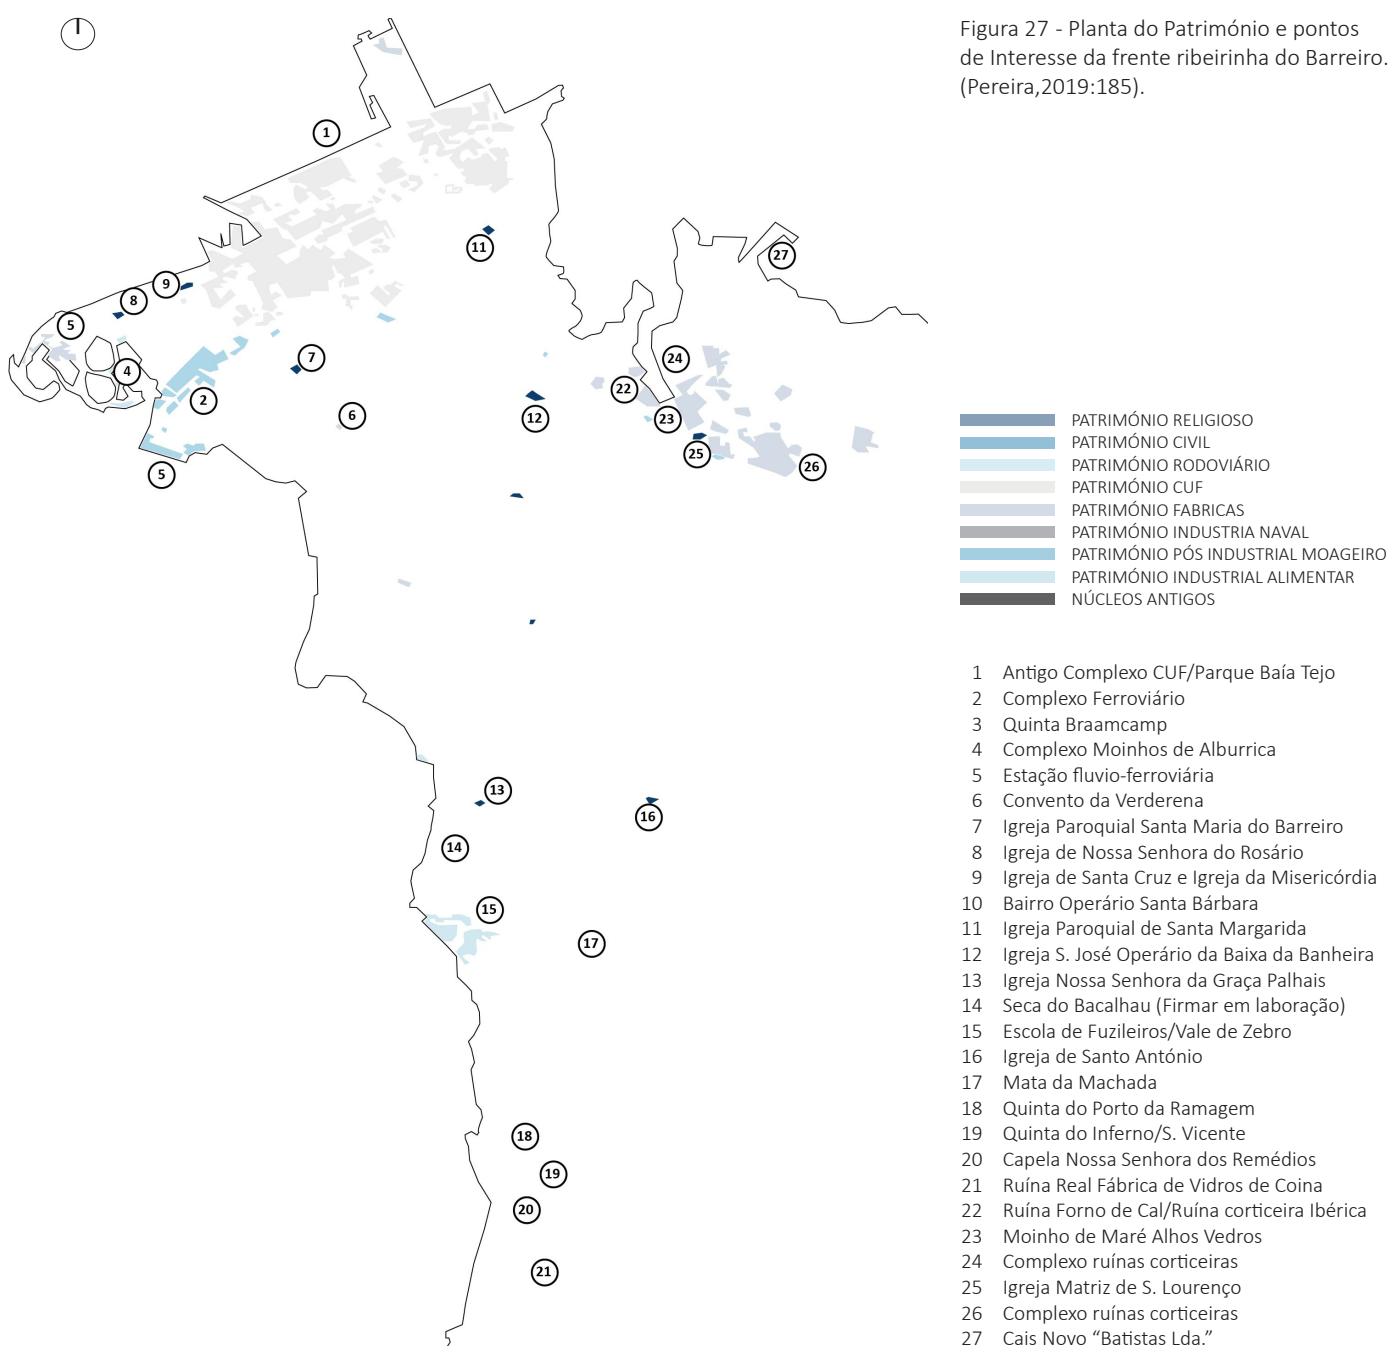 Figura 27 - Planta do Património e pontos
de Interesse da frente ribeirinha do Barreiro.
(Pereira,2019:185).
1
11
27
9
8
5
7
24
4
22
2
6
12
23
25
26
5
PATRIMÓNIO RELIGIOSO
PATRIMÓNIO CIVIL
PATRIMÓNIO RODOVIÁRIO
PATRIMÓNIO CUF
PATRIMÓNIO FABRICAS
PATRIMÓNIO INDUSTRIA NAVAL
PATRIMÓNIO PÓS INDUSTRIAL MOAGEIRO
PATRIMÓNIO INDUSTRIAL ALIMENTAR
NÚCLEOS ANTIGOS
13
16
14
15
17
18
19
20
21
1 Antigo Complexo CUF/Parque Baía Tejo
2 Complexo Ferroviário
3 Quinta Braamcamp
4 Complexo Moinhos de Alburrica
5 Estação fluvio-ferroviária
6 Convento da Verderena
7 Igreja Paroquial Santa Maria do Barreiro
8 Igreja de Nossa Senhora do Rosário
9 Igreja de Santa Cruz e Igreja da Misericórdia
10 Bairro Operário Santa Bárbara
11 Igreja Paroquial de Santa Margarida
12 Igreja S. José Operário da Baixa da Banheira
13 Igreja Nossa Senhora da Graça Palhais
14 Seca do Bacalhau (Firmar em laboração)
15 Escola de Fuzileiros/Vale de Zebro
16 Igreja de Santo António
17 Mata da Machada
18 Quinta do Porto da Ramagem
19 Quinta do Inferno/S. Vicente
20 Capela Nossa Senhora dos Remédios
21 Ruína Real Fábrica de Vidros de Coina
22 Ruína Forno de Cal/Ruína corticeira Ibérica
23 Moinho de Maré Alhos Vedros
24 Complexo ruínas corticeiras
25 Igreja Matriz de S. Lourenço
26 Complexo ruínas corticeiras
27 Cais Novo “Batistas Lda.”